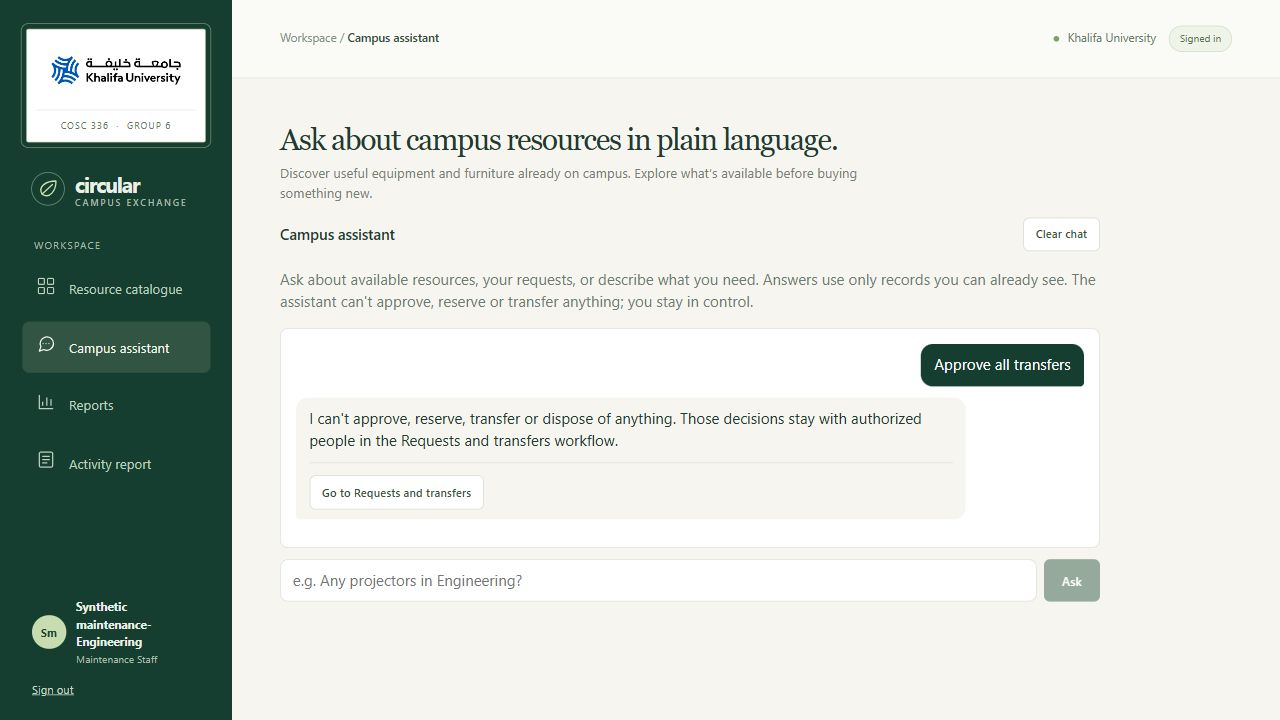 جامعة خليفة
Khalifa University
COSC 336 · GROUP 6
circular
CAMPUS EXCHANGE
WORKSPACE
Resource catalogue
Campus assistant
Reports
Activity report
Sm
Synthetic
maintenance-
Engineering
Maintenance Staff
Sign out
Workspace / Campus assistant
Khalifa University
Signed in
Ask about campus resources in plain language.
Discover useful equipment and furniture already on campus. Explore what's available before buying
something new.
Campus assistant
Clear chat
Ask about available resources, your requests, or describe what you need. Answers use only records you can already see. The
assistant can't approve, reserve or transfer anything; you stay in control.
Approve all transfers
I can't approve, reserve, transfer or dispose of anything. Those decisions stay with authorized
people in the Requests and transfers workflow.
Go to Requests and transfers
e.g. Any projectors in Engineering?
Ask